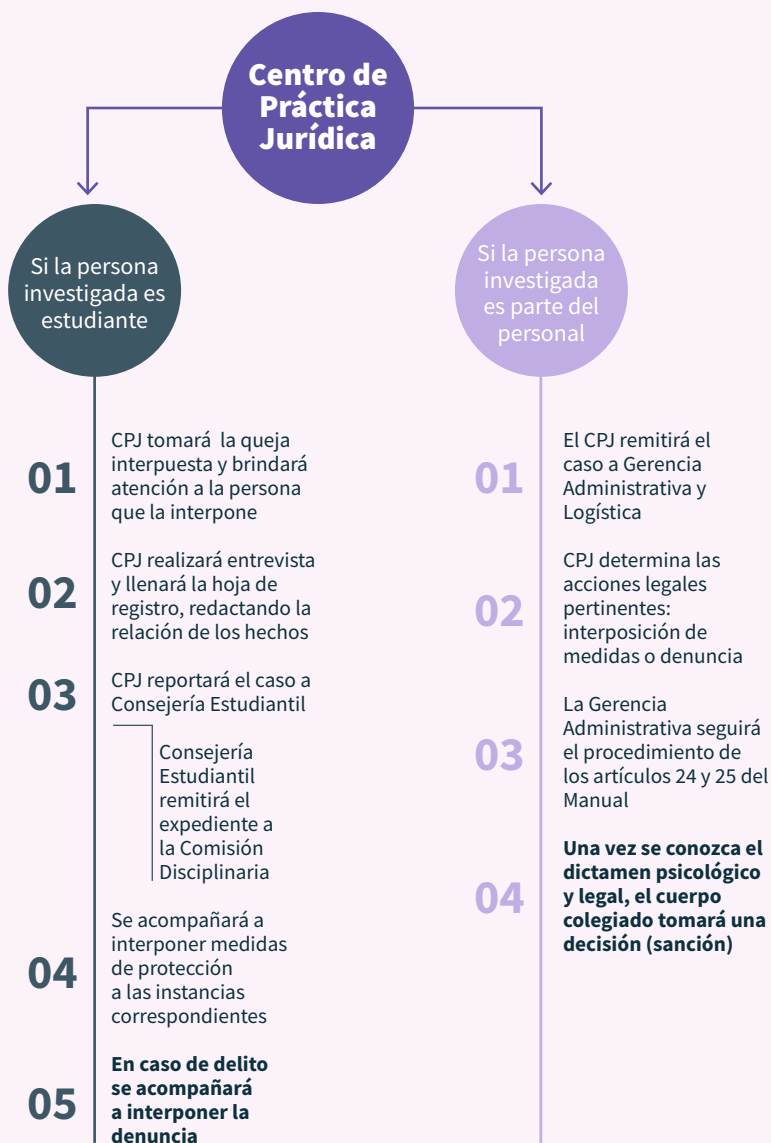 Centro de
Práctica
Jurídica
Si la persona
investigada es
estudiante
01
CPJ tomará la queja
interpuesta y brindará
atención a la persona
que la interpone
02
CPJ realizará entrevista
y llenará la hoja de
registro, redactando la
relación de los hechos
03
CPJ reportará el caso a
Consejería Estudiantil
Consejería
Estudiantil
remitirá el
expediente a
la Comisión
Disciplinaria
04
Se acompañará a
interponer medidas
de protección
a las instancias
correspondientes
05
En caso de delito
se acompañará
a interponer la
denuncia
Si la persona
investigada
es parte del
personal
01
El CPJ remitirá el
caso a Gerencia
Administrativa y
Logística
02
CPJ determina las
acciones legales
pertinentes:
interposición de
medidas o denuncia
03
La Gerencia
Administrativa seguirá
el procedimiento de
los artículos 24 y 25 del
Manual
04
Una vez se conozca el
dictamen psicológico
y legal, el cuerpo
colegiado tomará una
decisión (sanción)